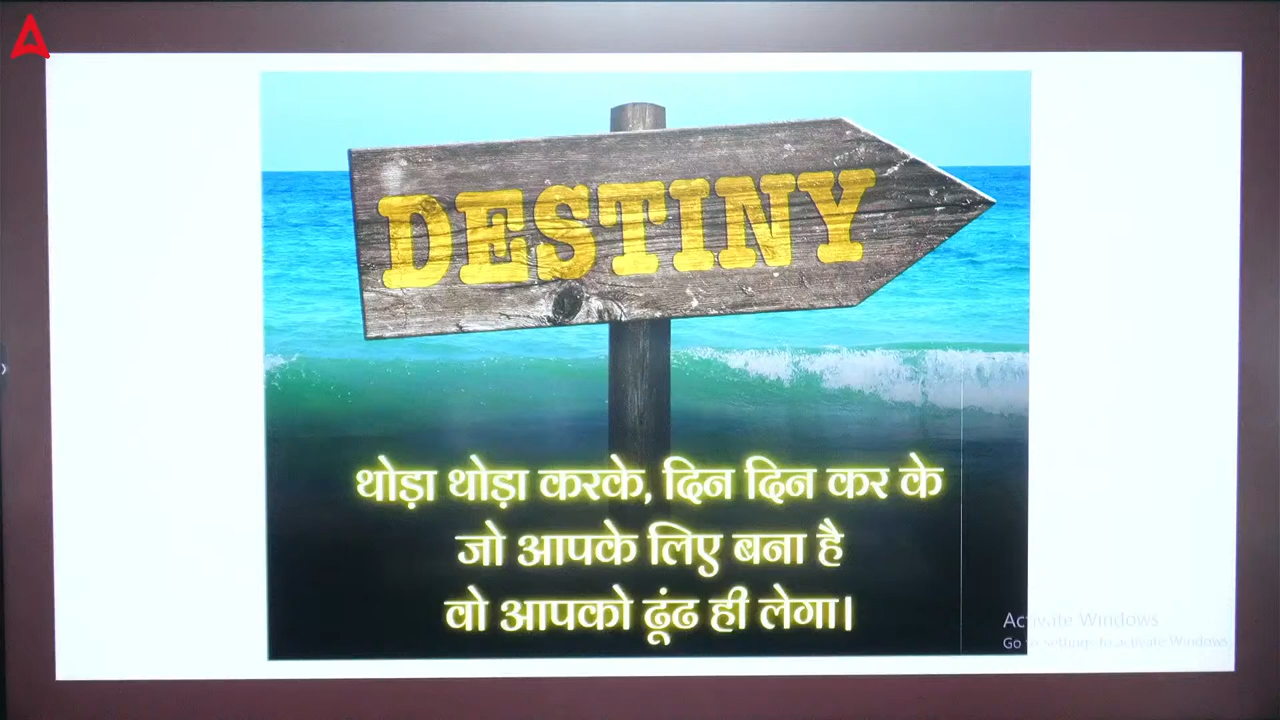 DESTINY
थोड़ा थोड़ा करके, दिन दिन कर के
जो आपके लिए बना है
वो आपको ढूंढ ही लेगा।
Activate Windows
Go to Settings to activate Windows.